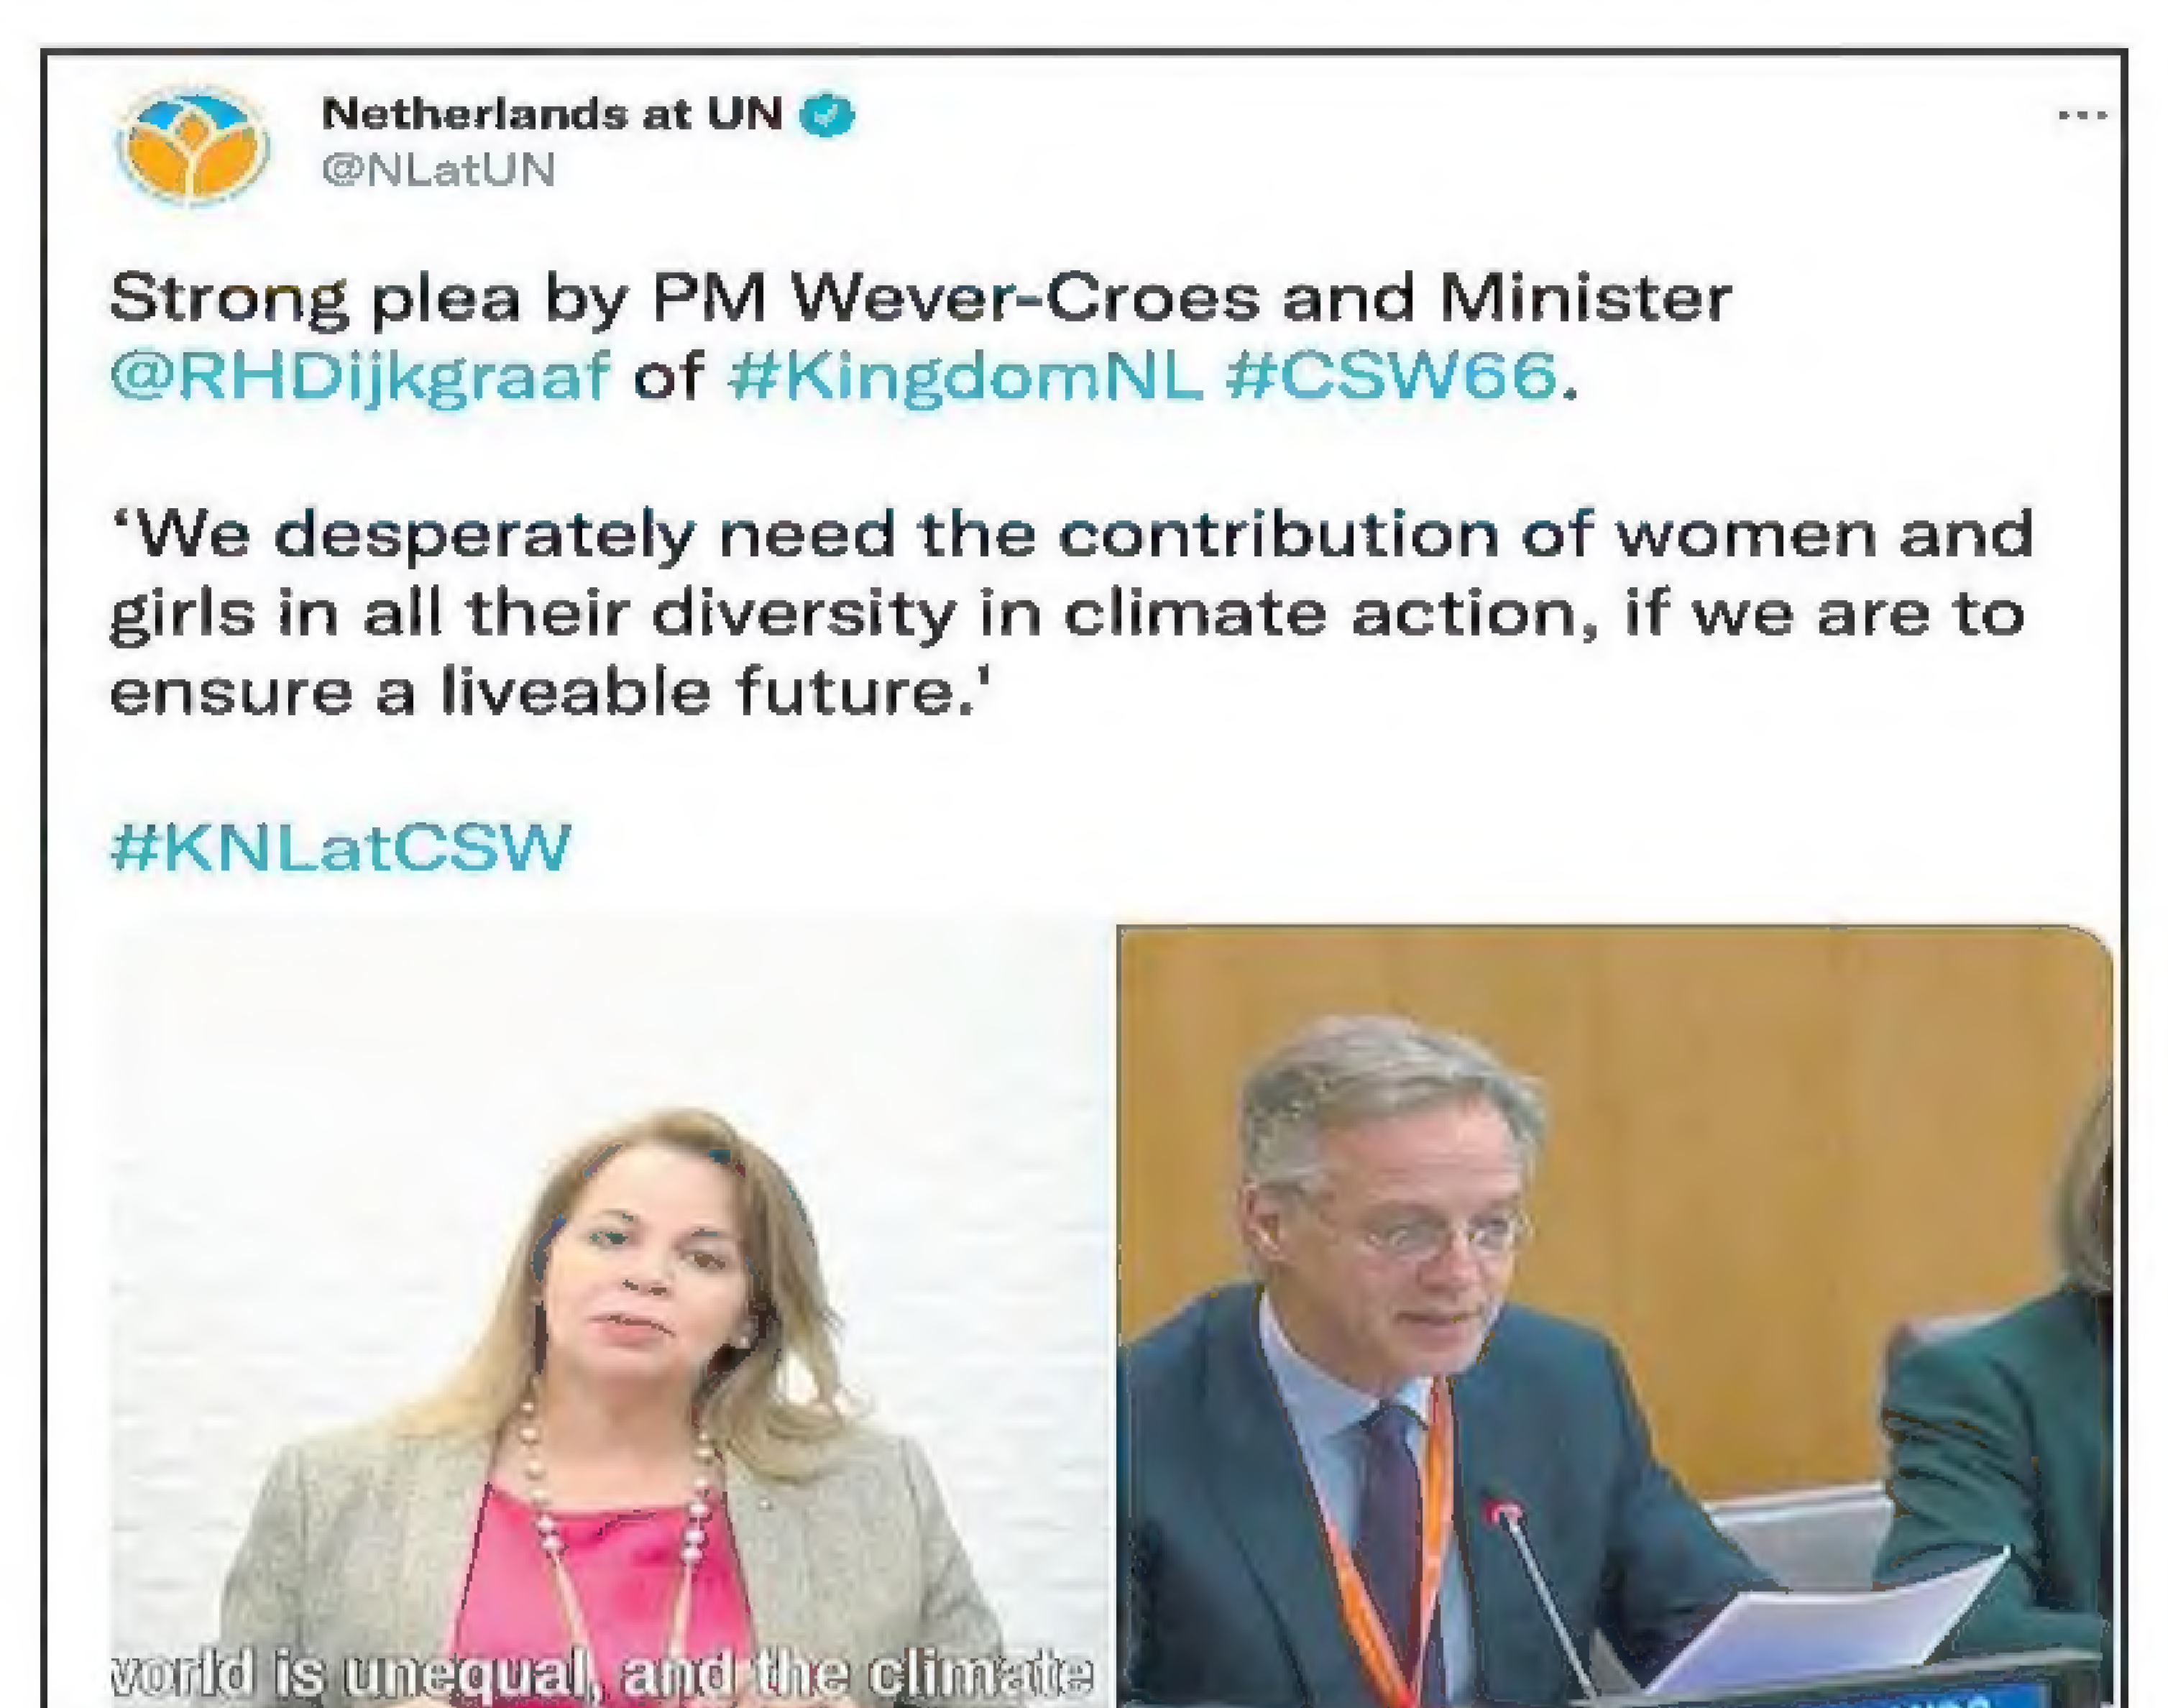 Netherlands at UN
@NLatUN
Strong plea by PM Wever-Croes and Minister
@RHDijkgraaf of #KingdomNL #CSW66.
‘We desperately need the contribution of women and
girls in all their diversity in climate action, if we are to
ensure a liveable future.'
#KNLatCSW
world is unequal, and the climate